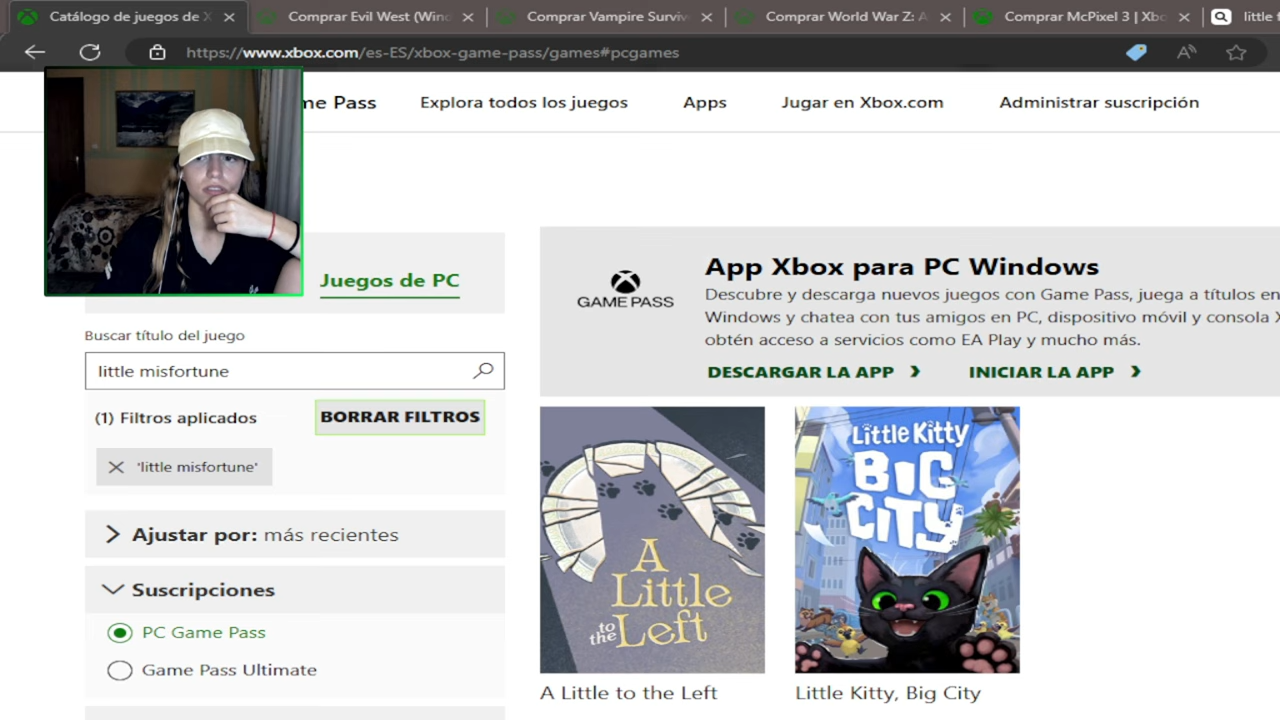 Catálogo de juegos de X
Comprar Evil West (Wind
Comprar Vampire Surviv
Comprar World War Z: A
Comprar McPixel 3 | Xbo
little
https://www.xbox.com/es-ES/xbox-game-pass/games#pcgames
me Pass
Explora todos los juegos
Apps
Jugar en Xbox.com
Administrar suscripción
Juegos de PC
GAME PASS
App Xbox para PC Windows
Descubre y descarga nuevos juegos con Game Pass, juega a títulos en
Windows y chatea con tus amigos en PC, dispositivo móvil y consola X
obtén acceso a servicios como EA Play y mucho más.
DESCARGAR LA APP
INICIAR LA APP
Buscar título del juego
little misfortune
(1) Filtros aplicados
BORRAR FILTROS
'little misfortune'
Ajustar por: más recientes
Suscripciones
PC Game Pass
Game Pass Ultimate
A
Little
to the
Left
Little Kitty
BIG
CITY
A Little to the Left
Little Kitty, Big City